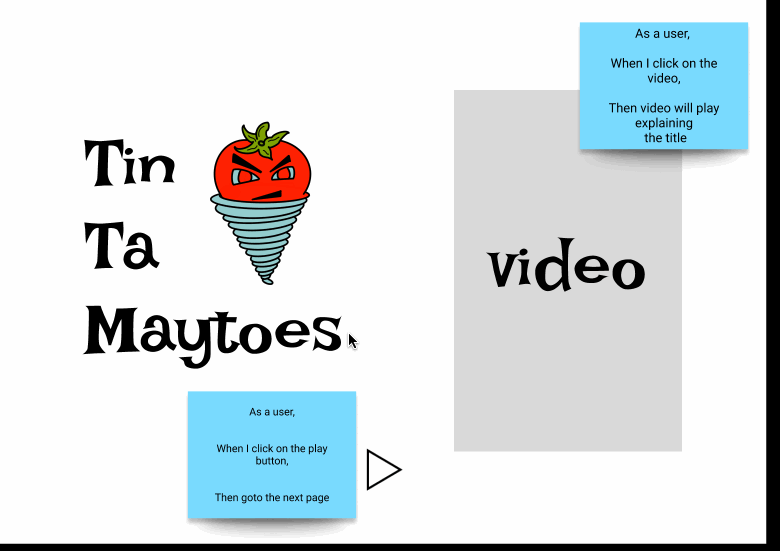 Tin
Ta
Maytoes
video
As a user,
When I click on the
video,
Then video will play
explaining
the title
As a user,
When I click on the play
button,
Then goto the next page